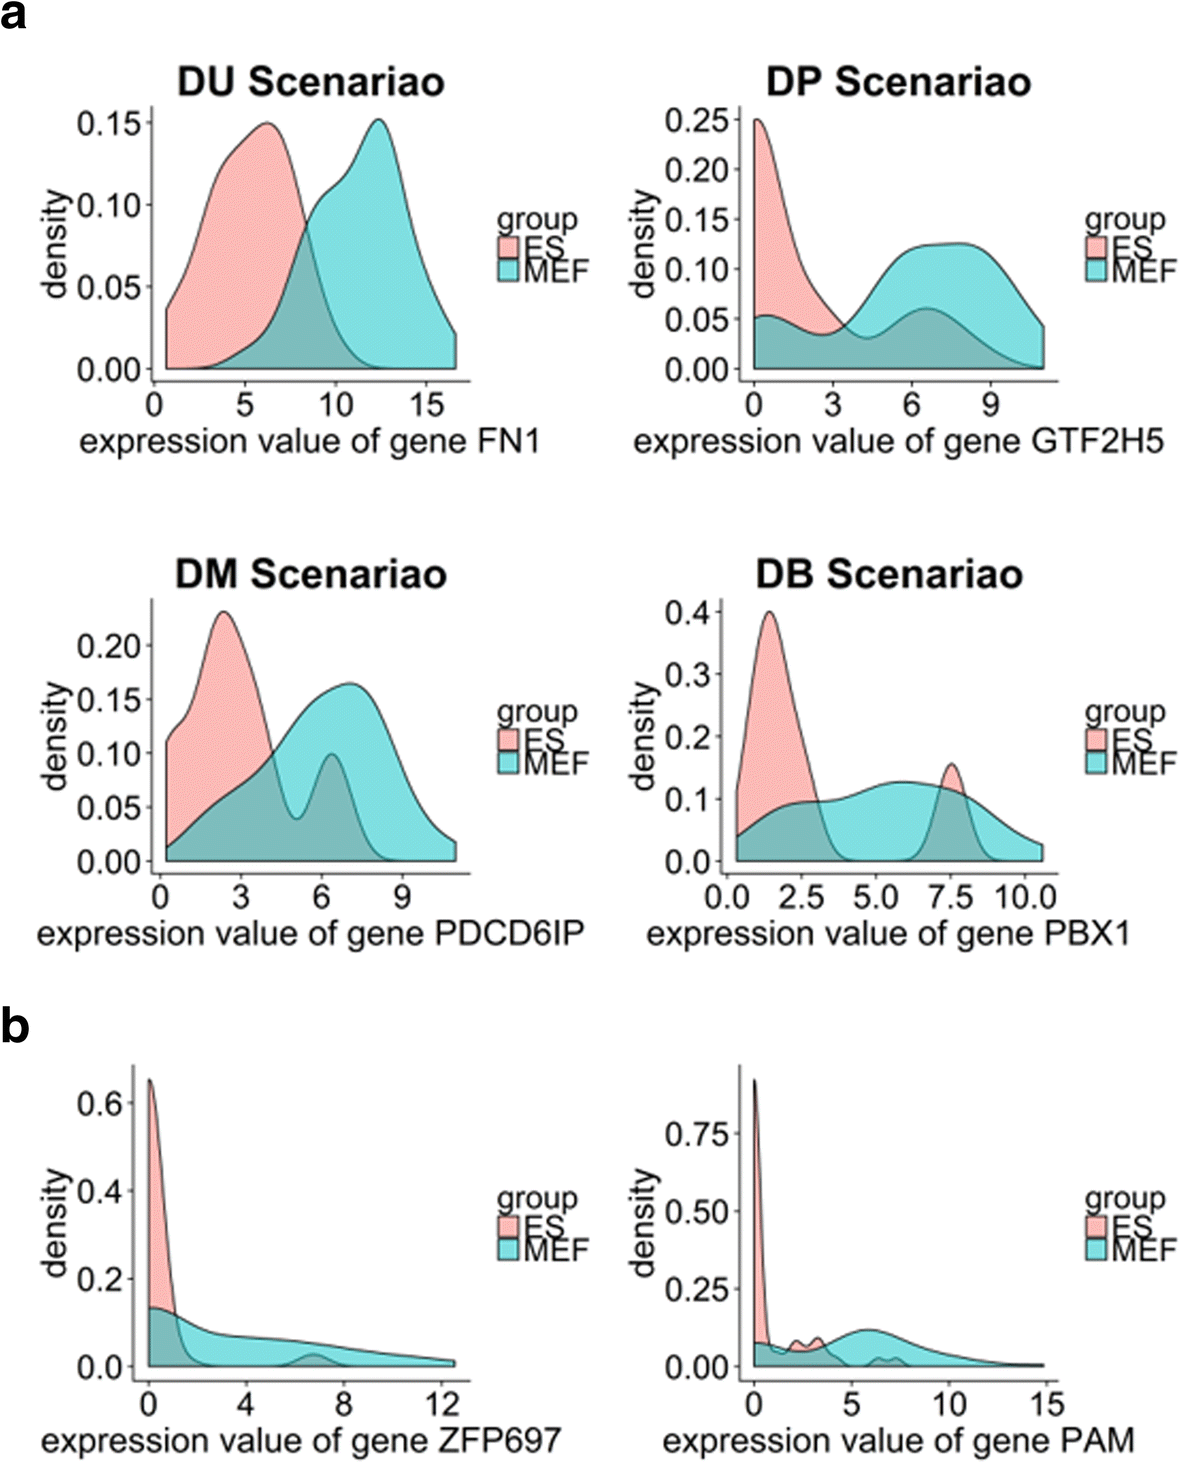 a
DU Scenariao
0.15
0.10
0.05
0.00
density
0 5 10 15
expression value of gene FN1
group
ES
MEF
DP Scenariao
0.25
0.20
0.15
0.10
0.05
0.00
density
0 3 6 9
expression value of gene GTF2H5
group
ES
MEF
DM Scenariao
0.20
0.15
0.10
0.05
0.00
density
0 3 6 9
expression value of gene PDCD6IP
group
ES
MEF
DB Scenariao
0.4
0.3
0.2
0.1
0.0
density
0.0 2.5 5.0 7.5 10.0
expression value of gene PBX1
group
ES
MEF
b
0.6
0.4
0.2
0.0
density
0 4 8 12
expression value of gene ZFP697
group
ES
MEF
0.75
0.50
0.25
0.00
density
0 5 10 15
expression value of gene PAM
group
ES
MEF